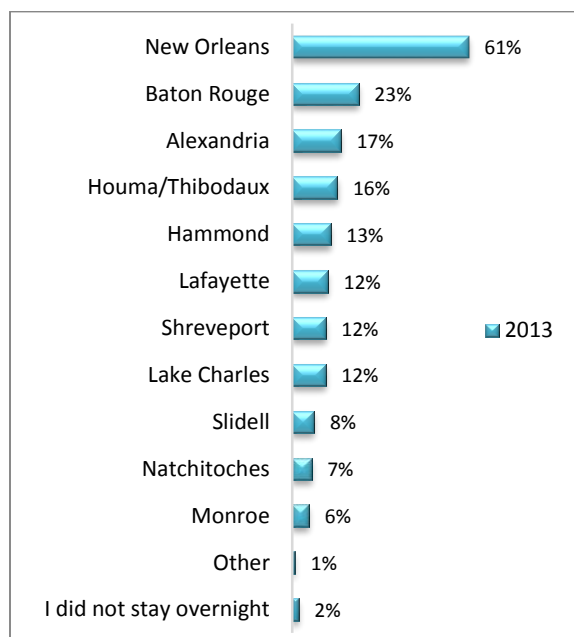 New Orleans 61%
Baton Rouge 23%
Alexandria 17%
Houma/Thibodaux 16%
Hammond 13%
Lafayette 12%
Shreveport 12%
2013
Lake Charles 12%
Slidell 8%
Natchitoches 7%
Monroe 6%
Other 1%
I did not stay overnight 2%